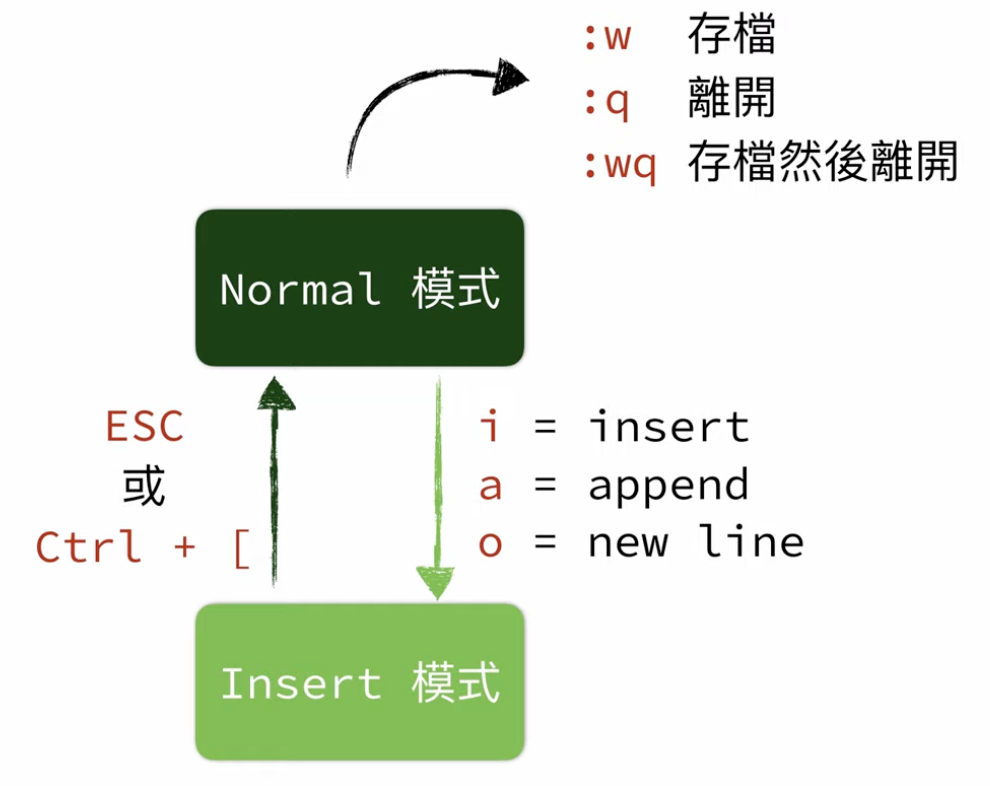 :w 存檔
:q 離開
:wq 存檔然後離開
Normal 模式
ESC
或
Ctrl + [
i = insert
a = append
o = new line
Insert 模式